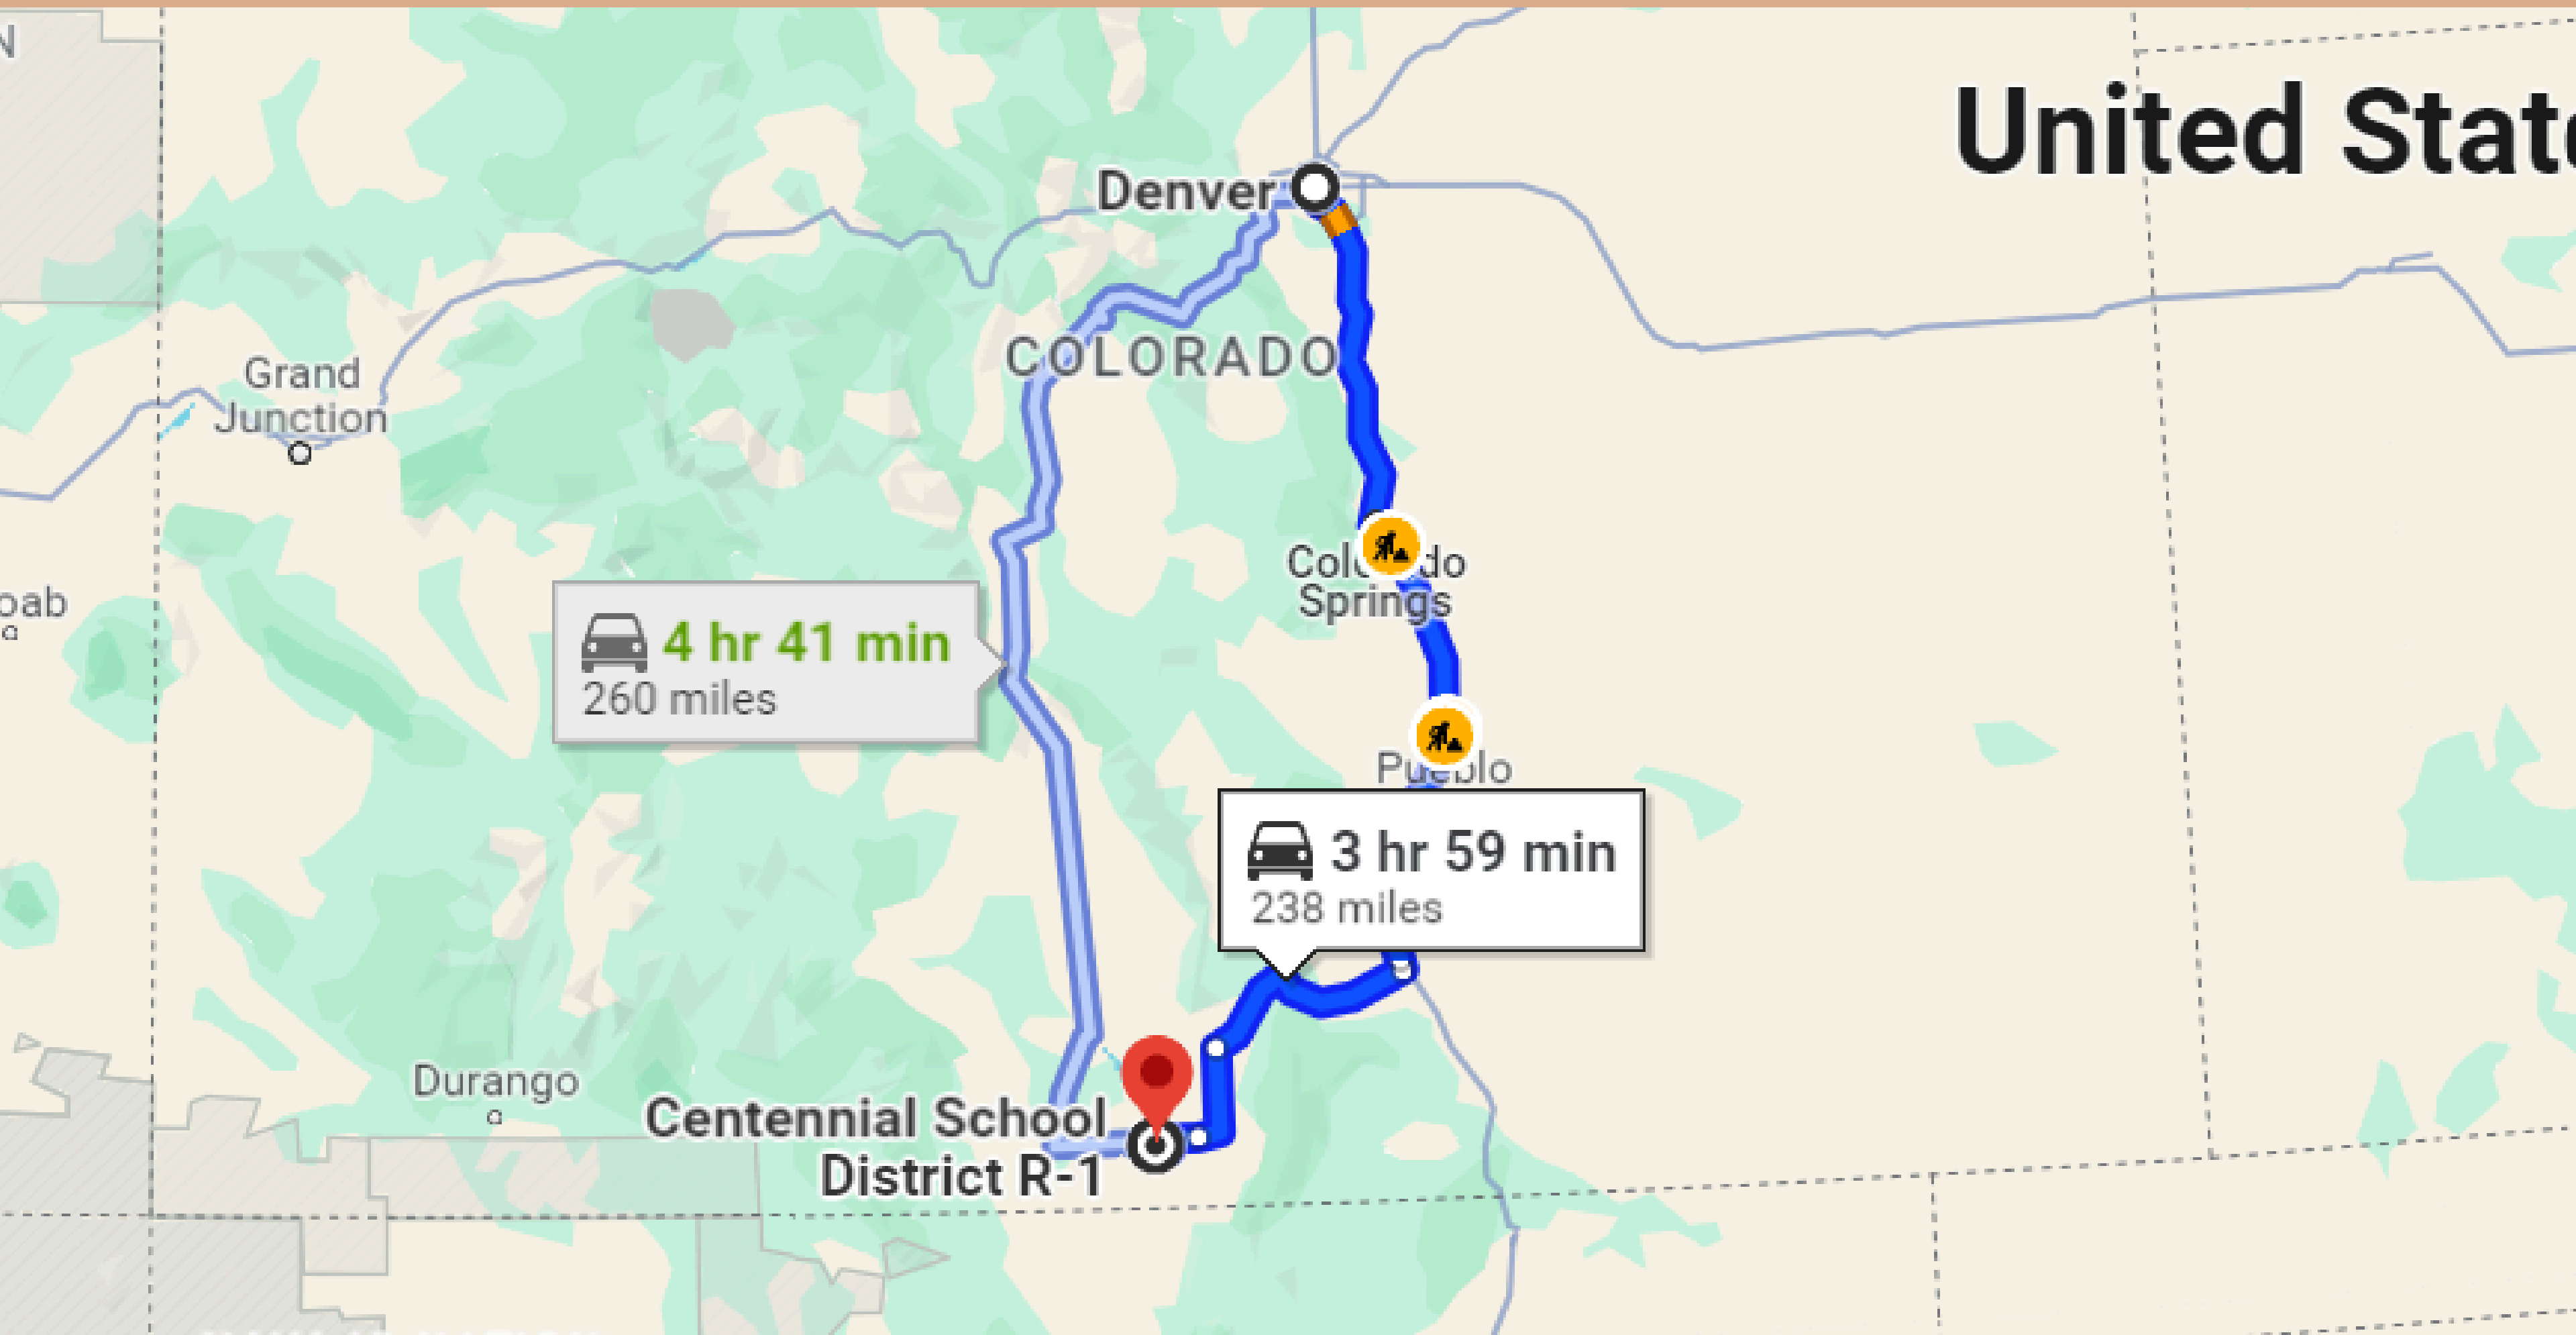 N
United Stat
Denver
COLORADO
Grand
Junction
Colorado
Springs
oab
4 hr 41 min
260 miles
Pueblo
3 hr 59 min
238 miles
Durango
Centennial School
District R-1